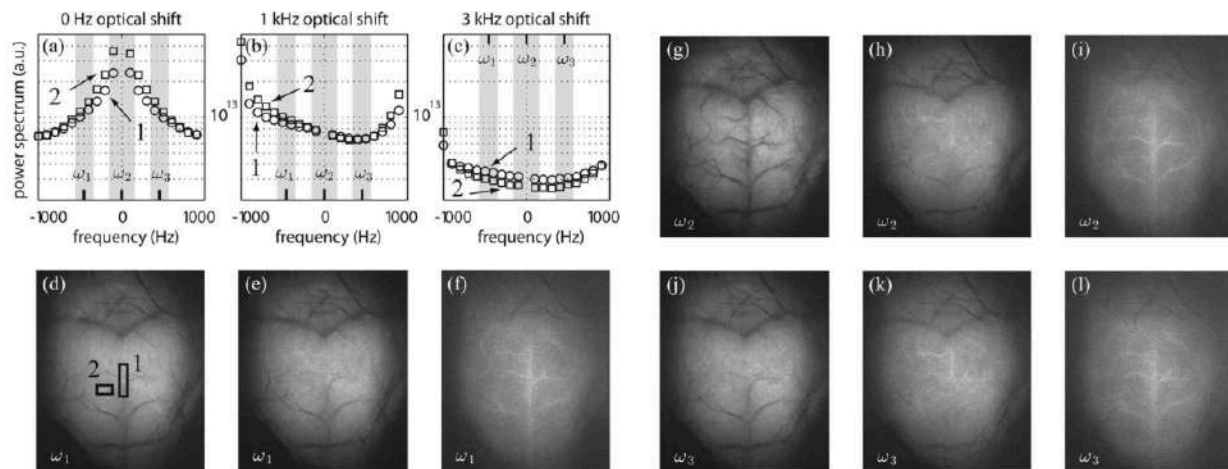 0 Hz optical shift
1 kHz optical shift
3 kHz optical shift
(a)
(b)
(c)
power spectrum (a.u.)
2
1
ω₁ ω₂ ω₃
10¹³
2
1
ω₁ ω₂ ω₃
10¹³
ω₁ ω₂ ω₃
1
2
-1000 0 1000
-1000 0 1000
-1000 0 1000
frequency (Hz)
frequency (Hz)
frequency (Hz)
(g)
ω₂
(h)
ω₂
(i)
ω₂
(d)
2 1
ω₁
(e)
ω₁
(f)
ω₁
(j)
ω₃
(k)
ω₃
(l)
ω₃